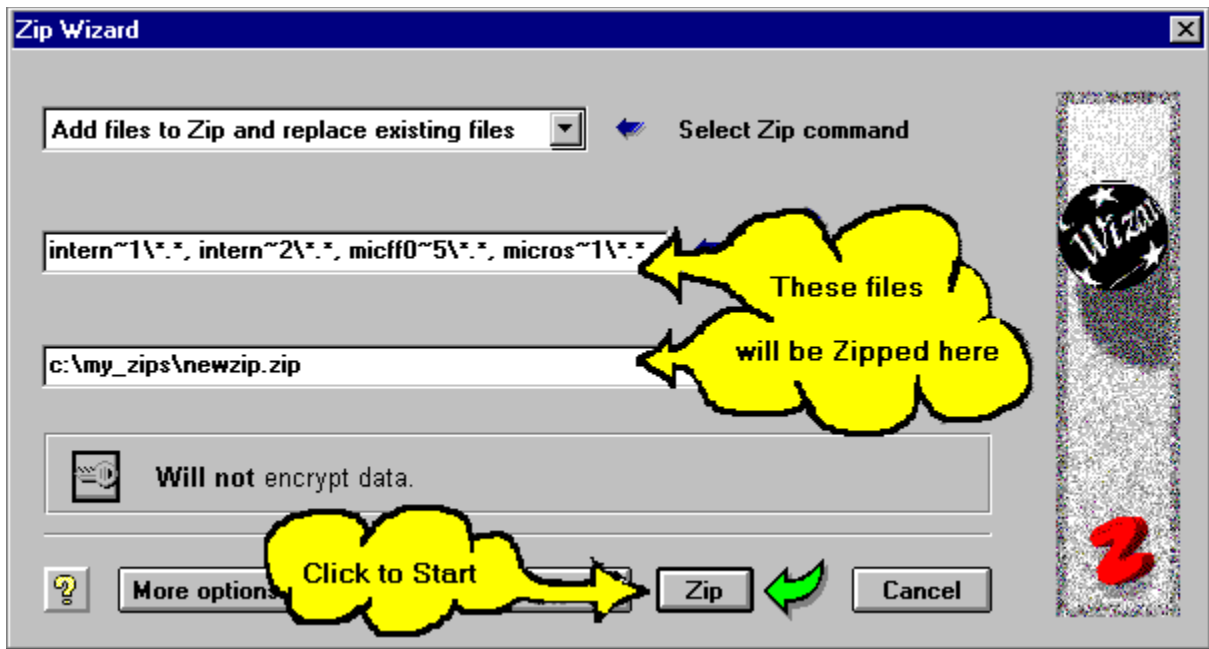 Zip Wizard
Add files to Zip and replace existing files
Select Zip command
intern~1\*.*, intern~2\*.*, micff0~5\*.*, micros~1\*.*
These files
will be Zipped here
c:\my_zips\newzip.zip
Will not encrypt data.
Click to Start
More option
Zip
Cancel